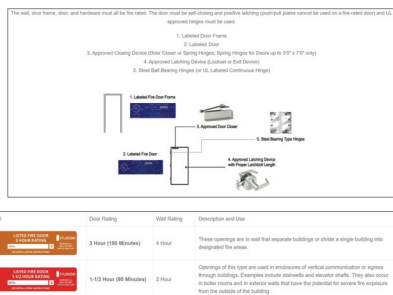 The wall, door frame, door, and hardware must all be fire rated. The door must be self-closing and positive latching (push/pull plates cannot be used on a fire-rated door) and UL
approved hinges must be used.
1. Labeled Door Frame
2. Labeled Door
3. Approved Closing Device (Door Closer or Spring Hinges; Spring Hinges for Doors up to 3'0" x 7'0" only)
4. Approved Latching Device (Lockset or Exit Device)
5. Steel Ball Bearing Hinges (or UL Labeled Continuous Hinge)
1. Labeled Fire Door Frame
3. Approved Door Closer
5. Steel Bearing Type Hinges
2. Labeled Fire Door
4. Approved Latching Device
with Proper Latchbolt Length
Door Rating Wall Rating Description and Use
LISTED FIRE DOOR
3 HOUR RATING
3 Hour (180 Minutes) 4 Hour
These openings are in wall that separate buildings or divide a single building into
designated fire areas.
LISTED FIRE DOOR
1-1/2 HOUR RATING
1-1/2 Hour (90 Minutes) 2 Hour
Openings of this type are used in enclosures of vertical communication or egress
through buildings. Examples include stairwells and elevator shafts. They also occur
in boiler rooms and in exterior walls that have the potential for severe fire exposure
from the outside of the building.